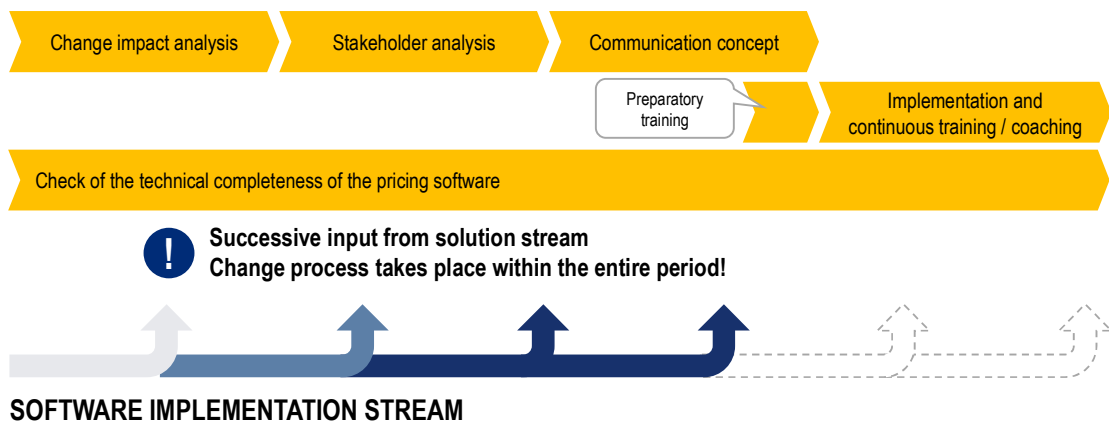 Change impact analysis
Stakeholder analysis
Communication concept
Preparatory
training
Implementation and
continuous training / coaching
Check of the technical completeness of the pricing software
!
Successive input from solution stream
Change process takes place within the entire period!
SOFTWARE IMPLEMENTATION STREAM